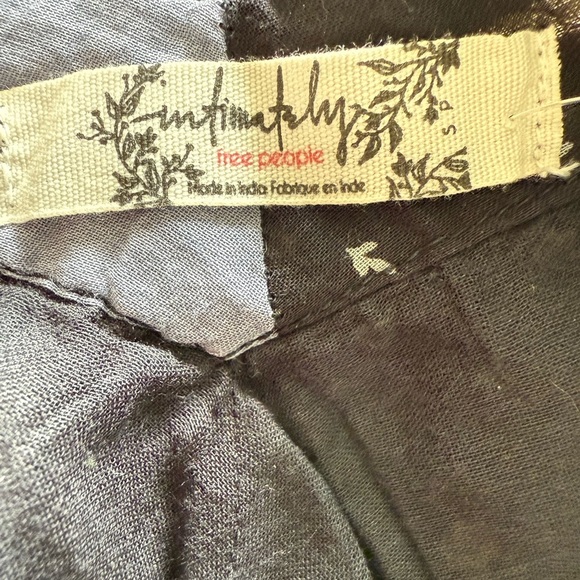 intimately
free people
Made in India Fabrique en Inde
S P